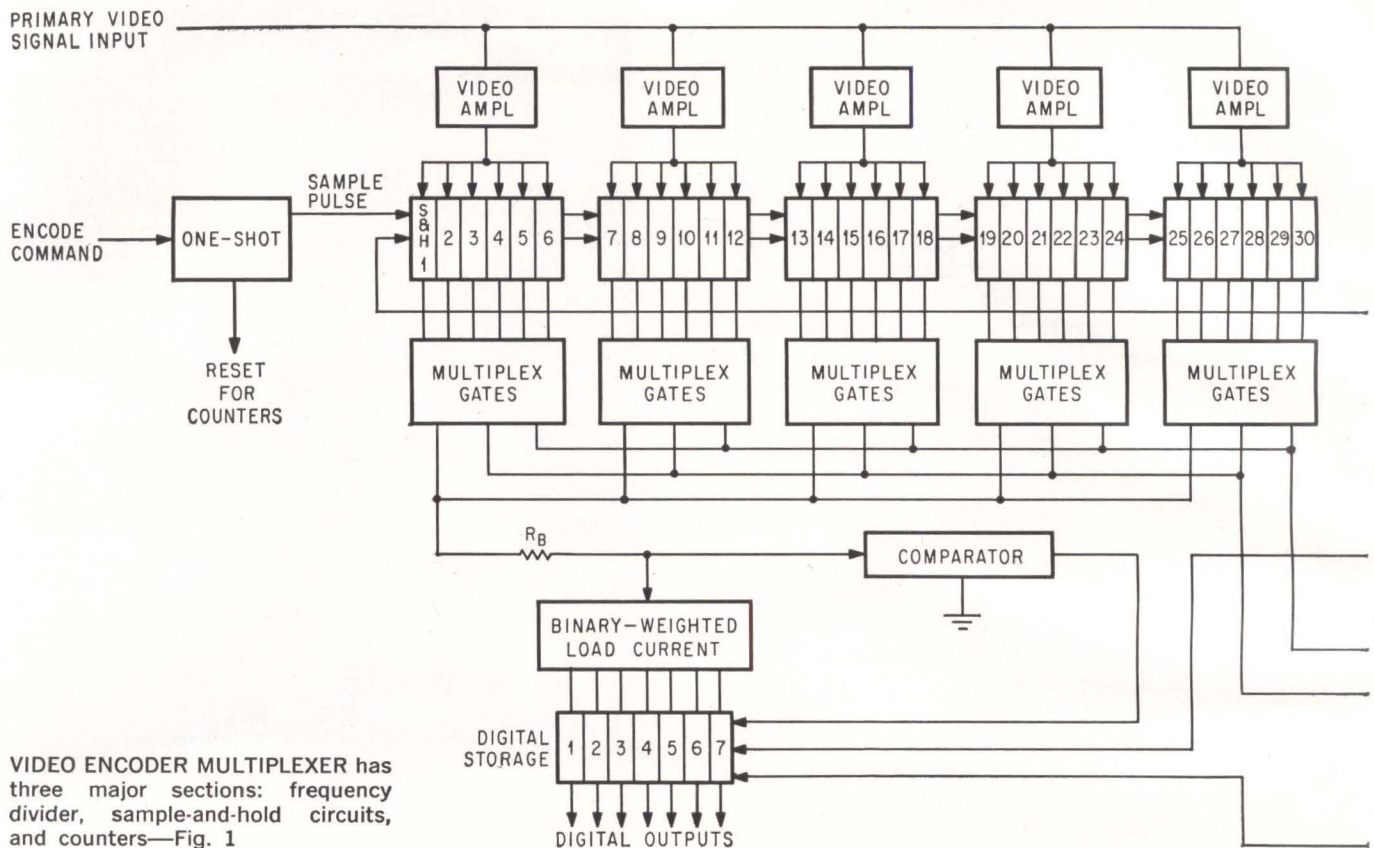 PRIMARY VIDEO
SIGNAL INPUT
VIDEO
AMPL
VIDEO
AMPL
VIDEO
AMPL
VIDEO
AMPL
VIDEO
AMPL
SAMPLE
PULSE
ENCODE
COMMAND
ONE-SHOT
S&H 1 2 3 4 5 6
7 8 9 10 11 12
13 14 15 16 17 18
19 20 21 22 23 24
25 26 27 28 29 30
RESET
FOR
COUNTERS
MULTIPLEX
GATES
MULTIPLEX
GATES
MULTIPLEX
GATES
MULTIPLEX
GATES
MULTIPLEX
GATES
RB
COMPARATOR
BINARY-WEIGHTED
LOAD CURRENT
DIGITAL
STORAGE
1 2 3 4 5 6 7
DIGITAL OUTPUTS
VIDEO ENCODER MULTIPLEXER has
three major sections: frequency
divider, sample-and-hold circuits,
and counters—Fig. 1